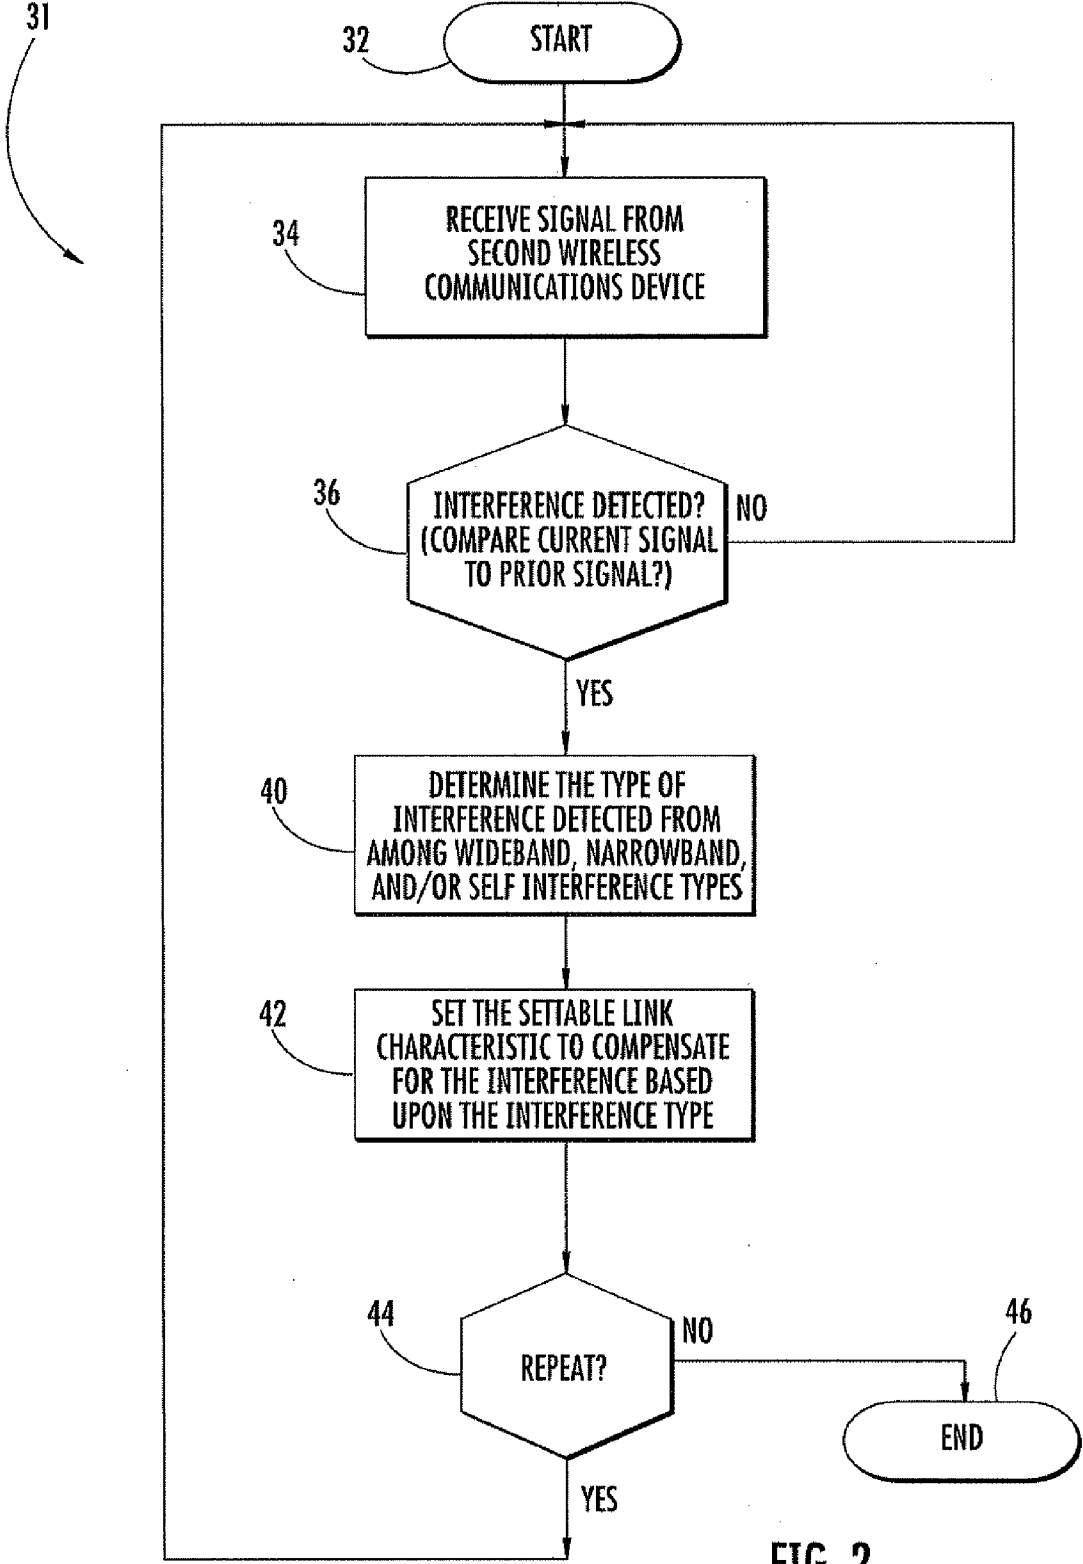 31
32
START
34
RECEIVE SIGNAL FROM
SECOND WIRELESS
COMMUNICATIONS DEVICE
36
INTERFERENCE DETECTED?
(COMPARE CURRENT SIGNAL
TO PRIOR SIGNAL?)
NO
YES
40
DETERMINE THE TYPE OF
INTERFERENCE DETECTED FROM
AMONG WIDEBAND, NARROWBAND,
AND/OR SELF INTERFERENCE TYPES
42
SET THE SETTABLE LINK
CHARACTERISTIC TO COMPENSATE
FOR THE INTERFERENCE BASED
UPON THE INTERFERENCE TYPE
44
REPEAT?
NO
46
END
YES
FIG. 2